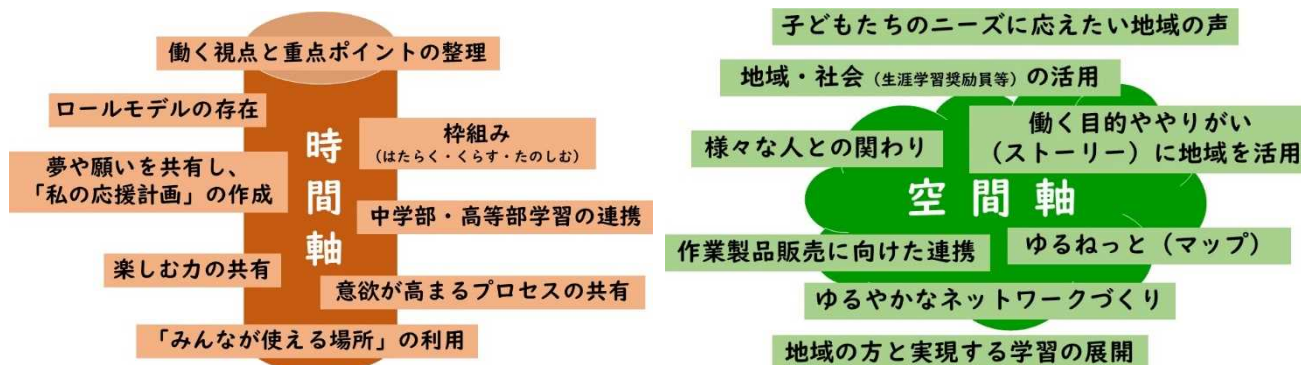 働く視点と重点ポイントの整理
ロールモデルの存在
枠組み
(はたらく・くらす・たのしむ)
夢や願いを共有し、
「私の応援計画」の作成
時間軸
中学部・高等部学習の連携
楽しむ力の共有
意欲が高まるプロセスの共有
「みんなが使える場所」の利用
子どもたちのニーズに応えたい地域の声
地域・社会(生涯学習奨励員等)の活用
様々な人との関わり
働く目的ややりがい
(ストーリー)に地域を活用
空間軸
作業製品販売に向けた連携
ゆるねっと(マップ)
ゆるやかなネットワークづくり
地域の方と実現する学習の展開